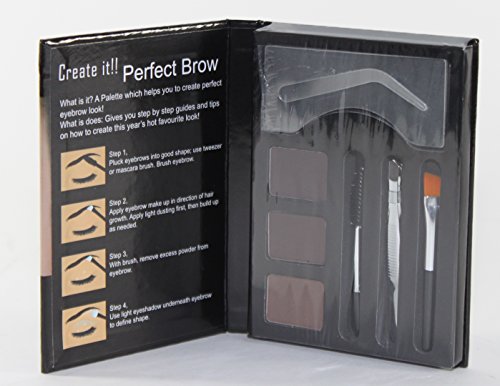 Create it!! Perfect Brow
What is it? A Palette which helps you to create perfect
eyebrow look!
What is does: Gives you step by step guides and tips
on how to create this year's hot favourite look!
Step 1.
Pluck eyebrows into good shape; use tweezer
or mascara brush. Brush eyebrow.
Step 2.
Apply eyebrow make up in direction of hair
growth. Apply light dusting first, then build up
as needed.
Step 3,
With brush, remove excess powder from
eyebrow.
Step 4,
Use light eyeshadow underneath eyebrow
to define shape.